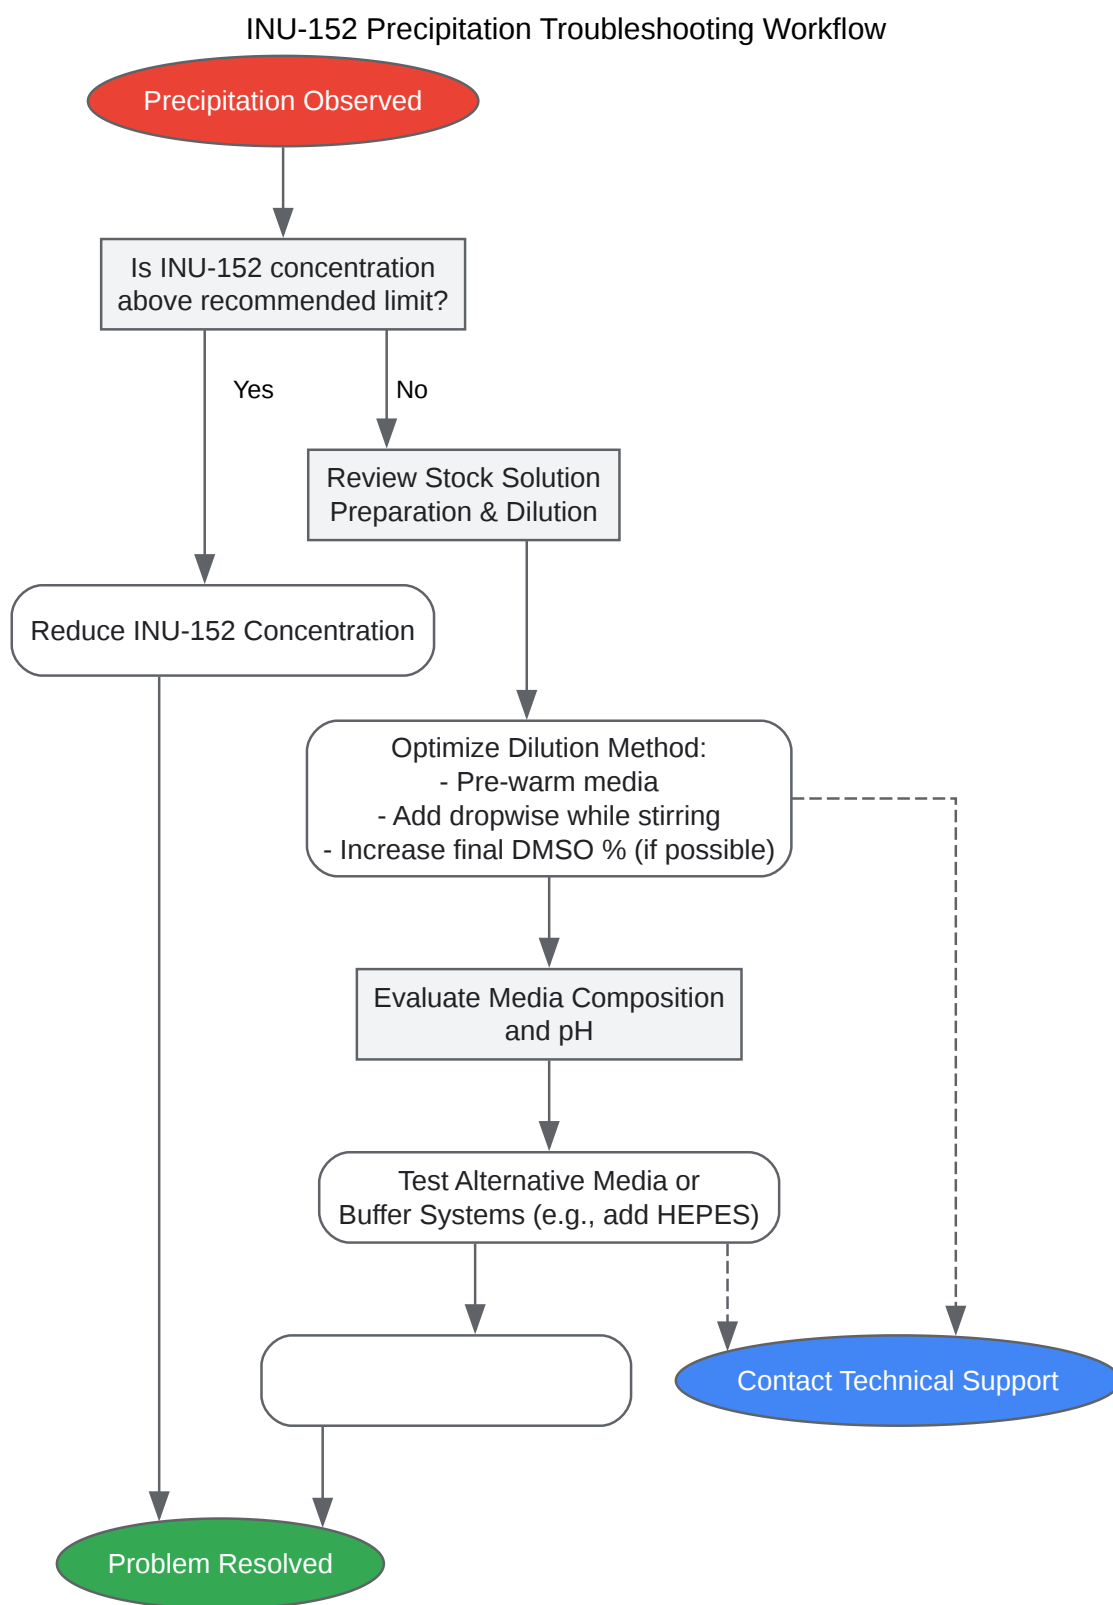 INU-152 Precipitation Troubleshooting Workflow
Precipitation Observed
Is INU-152 concentration
above recommended limit?
Yes
No
Review Stock Solution
Preparation & Dilution
Reduce INU-152 Concentration
Optimize Dilution Method:
- Pre-warm media
- Add dropwise while stirring
- Increase final DMSO % (if possible)
Evaluate Media Composition
and pH
Test Alternative Media or
Buffer Systems (e.g., add HEPES)
Contact Technical Support
Problem Resolved